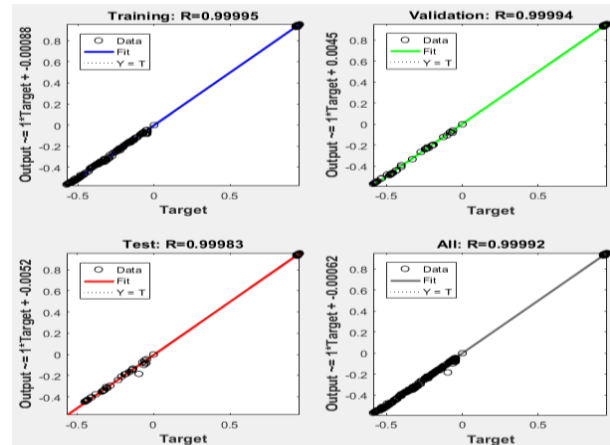 Training: R=0.99995
Output ~= 1*Target + -0.00088
Data
Fit
Y = T
0.8
0.6
0.4
0.2
0
-0.2
-0.4
-0.5
0
0.5
Target
Validation: R=0.99994
Output ~= 1*Target + 0.0045
Data
Fit
Y = T
0.8
0.6
0.4
0.2
0
-0.2
-0.4
-0.5
0
0.5
Target
Test: R=0.99983
Output ~= 1*Target + -0.0052
Data
Fit
Y = T
0.8
0.6
0.4
0.2
0
-0.2
-0.4
-0.5
0
0.5
Target
All: R=0.99992
Output ~= 1*Target + -0.00062
Data
Fit
Y = T
0.8
0.6
0.4
0.2
0
-0.2
-0.4
-0.5
0
0.5
Target